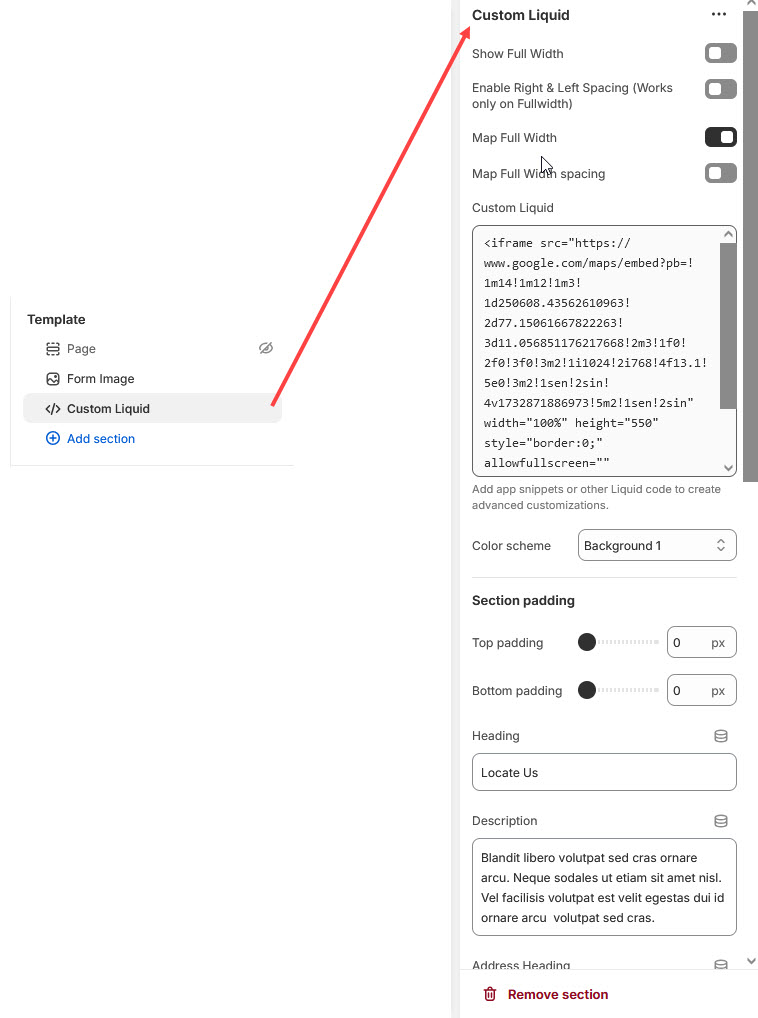 Template
Page
Form Image
</> Custom Liquid
Add section
Custom Liquid
Show Full Width
Enable Right & Left Spacing (Works
only on Fullwidth)
Map Full Width
Map Full Width spacing
Custom Liquid
<iframe src="https://
www.google.com/maps/embed?pb=!
1m14!1m12!1m3!
1d250608.43562610963!
2d77.15061667822263!
3d11.056851176217668!2m3!1f0!
2f0!3f0!3m2!1i1024!2i768!4f13.1!
5e0!3m2!1sen!2sin!
4v1732871886973!5m2!1sen!2sin"
width="100%" height="550"
style="border:0;"
allowfullscreen=""
Add app snippets or other Liquid code to create
advanced customizations.
Color scheme
Background 1
Section padding
Top padding
0 px
Bottom padding
0 px
Heading
Locate Us
Description
Blandit libero volutpat sed cras ornare
arcu. Neque sodales ut etiam sit amet nisl.
Vel facilisis volutpat est velit egestas dui id
ornare arcu  volutpat sed cras.
Address Heading
Remove section